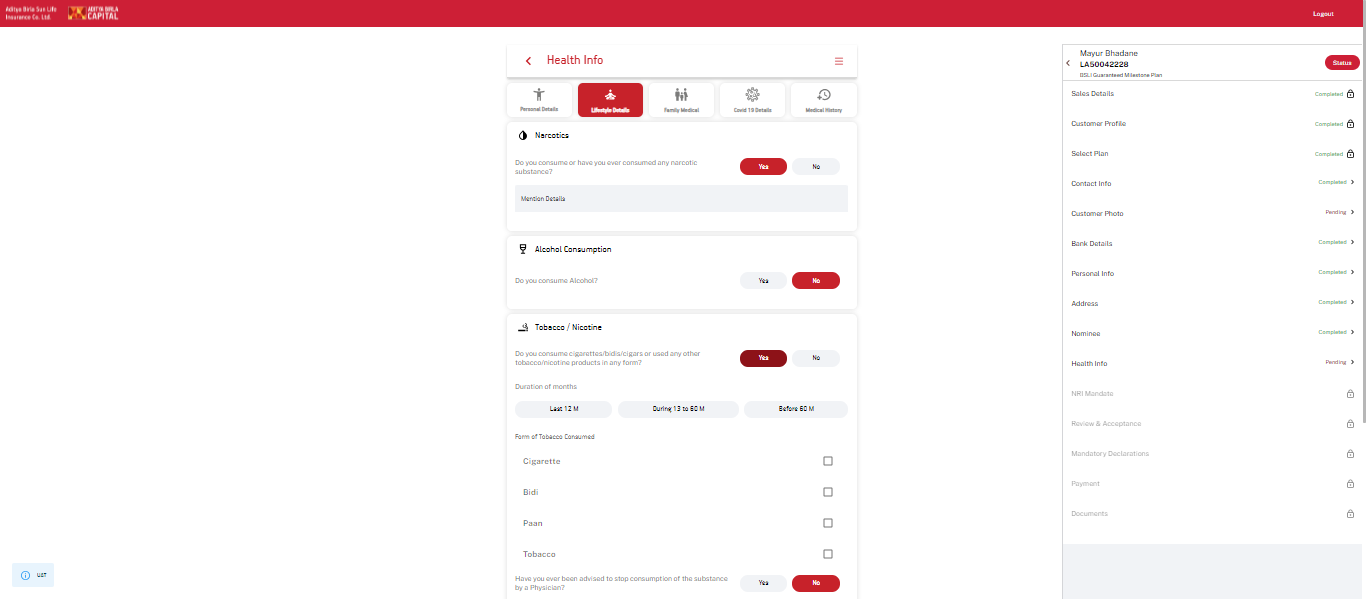 Aditya Birla Sun Life
Insurance Co. Ltd.
ADITYA BIRLA
CAPITAL
Logout
Health Info
Personal Details
Lifestyle Details
Family Medical
Covid 19 Details
Medical History
Narcotics
Do you consume or have you ever consumed any narcotic
substance?
Yes
No
Mention Details
Alcohol Consumption
Do you consume Alcohol?
Yes
No
Tobacco / Nicotine
Do you consume cigarettes/bidis/cigars or used any other
tobacco/nicotine products in any form?
Yes
No
Duration of months
Last 12 M
During 13 to 60 M
Before 60 M
Form of Tobacco Consumed
Cigarette
Bidi
Paan
Tobacco
Have you ever been advised to stop consumption of the substance
by a Physician?
Yes
No
UAT
Mayur Bhadane
LA50042228
BSLI Guaranteed Milestone Plan
Status
Sales Details
Completed
Customer Profile
Completed
Select Plan
Completed
Contact Info
Completed
Customer Photo
Pending
Bank Details
Completed
Personal Info
Completed
Address
Completed
Nominee
Completed
Health Info
Pending
NRI Mandate
Review & Acceptance
Mandatory Declarations
Payment
Documents